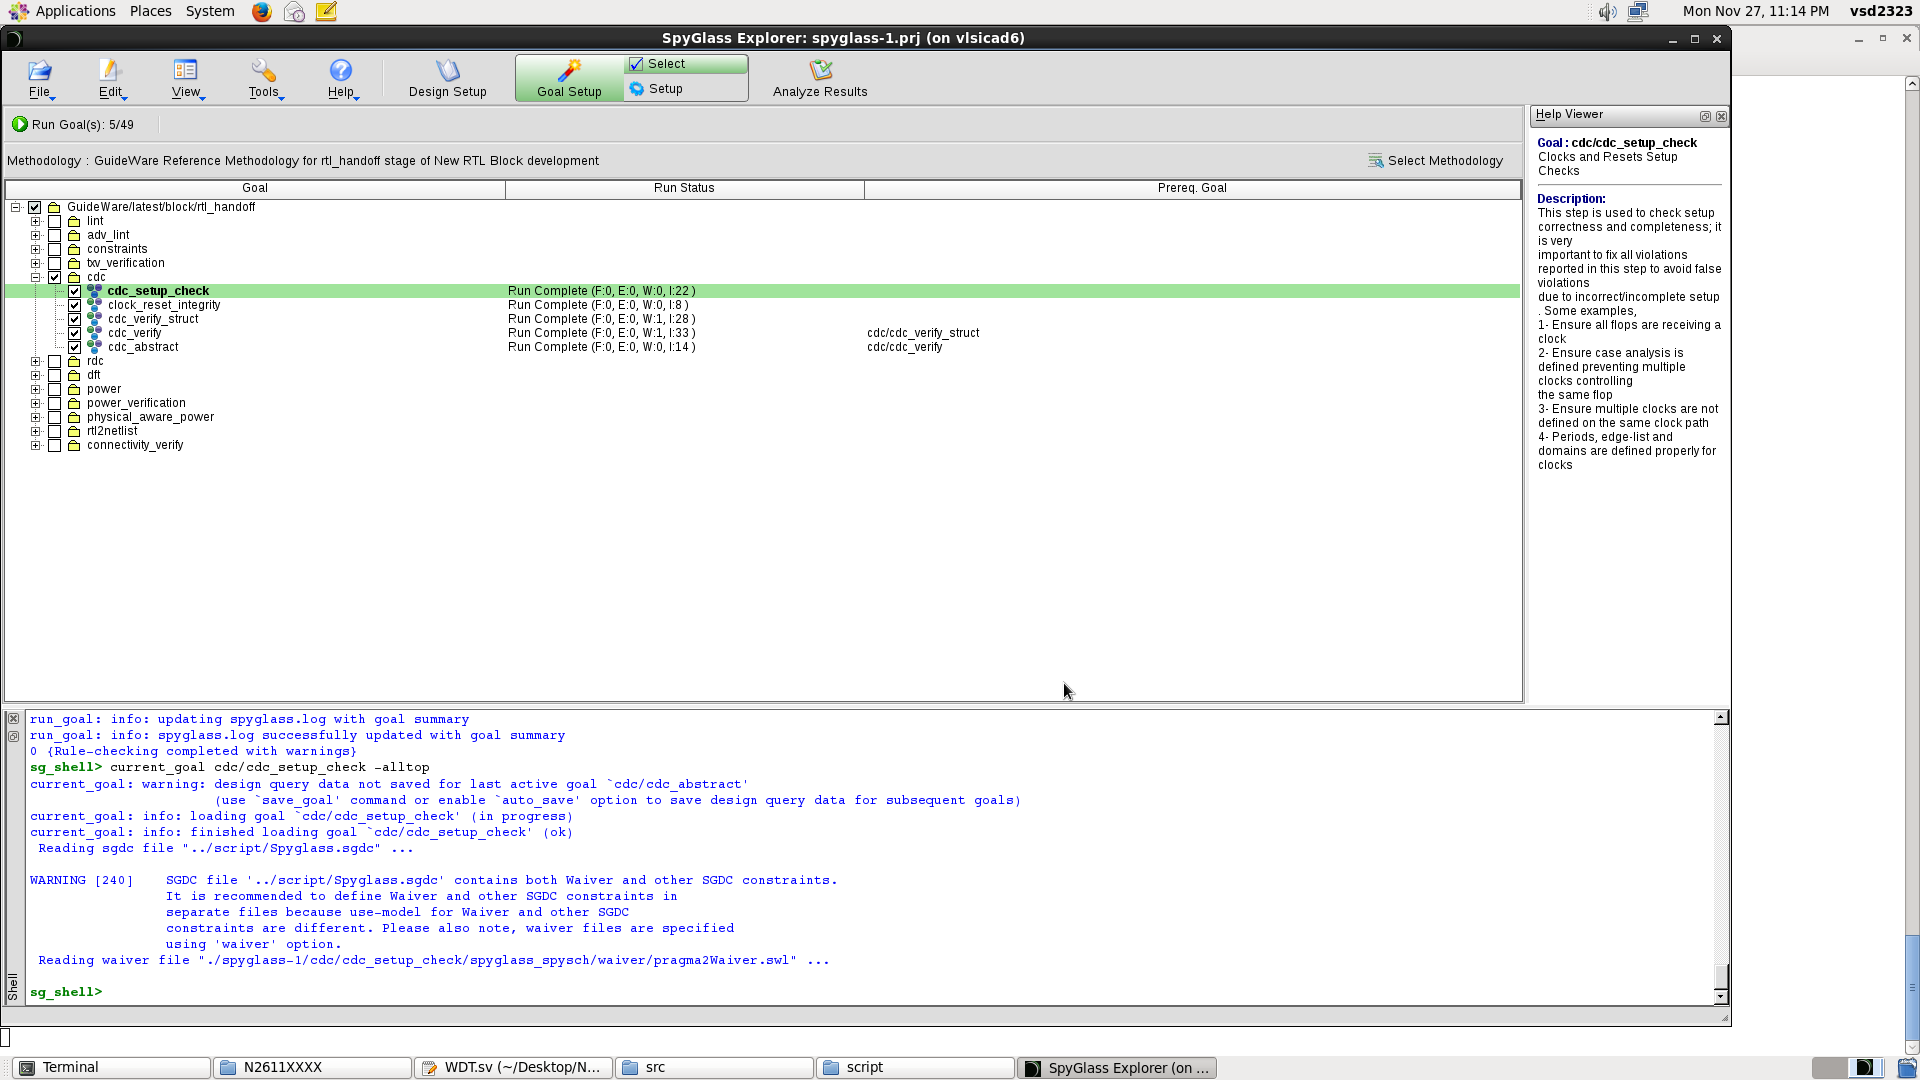 Applications Places System
Mon Nov 27, 11:14 PM vsd2323
SpyGlass Explorer: spyglass-1.prj (on vlsicad6)
File Edit View Tools Help Design Setup Goal Setup Select Setup Analyze Results
Run Goal(s): 5/49
Methodology : GuideWare Reference Methodology for rtl_handoff stage of New RTL Block development
Select Methodology
Goal Run Status Prereq. Goal
GuideWare/latest/block/rtl_handoff
lint
adv_lint
constraints
txv_verification
cdc
cdc_setup_check Run Complete (F:0, E:0, W:0, I:22 )
clock_reset_integrity Run Complete (F:0, E:0, W:0, I:8 )
cdc_verify_struct Run Complete (F:0, E:0, W:1, I:28 )
cdc_verify Run Complete (F:0, E:0, W:1, I:33 ) cdc/cdc_verify_struct
cdc_abstract Run Complete (F:0, E:0, W:0, I:14 ) cdc/cdc_verify
rdc
dft
power
power_verification
physical_aware_power
rtl2netlist
connectivity_verify
Help Viewer
Goal : cdc/cdc_setup_check
Clocks and Resets Setup
Checks
Description:
This step is used to check setup
correctness and completeness; it
is very
important to fix all violations
reported in this step to avoid false
violations
due to incorrect/incomplete setup
. Some examples,
1- Ensure all flops are receiving a
clock
2- Ensure case analysis is
defined preventing multiple
clocks controlling
the same flop
3- Ensure multiple clocks are not
defined on the same clock path
4- Periods, edge-list and
domains are defined properly for
clocks
run_goal: info: updating spyglass.log with goal summary
run_goal: info: spyglass.log successfully updated with goal summary
0 {Rule-checking completed with warnings}
sg_shell> current_goal cdc/cdc_setup_check -alltop
current_goal: warning: design query data not saved for last active goal `cdc/cdc_abstract'
(use `save_goal' command or enable `auto_save' option to save design query data for subsequent goals)
current_goal: info: loading goal `cdc/cdc_setup_check' (in progress)
current_goal: info: finished loading goal `cdc/cdc_setup_check' (ok)
Reading sgdc file "../script/Spyglass.sgdc" ...
WARNING [240] SGDC file '../script/Spyglass.sgdc' contains both Waiver and other SGDC constraints.
It is recommended to define Waiver and other SGDC constraints in
separate files because use-model for Waiver and other SGDC
constraints are different. Please also note, waiver files are specified
using 'waiver' option.
Reading waiver file "./spyglass-1/cdc/cdc_setup_check/spyglass_spysch/waiver/pragma2Waiver.swl" ...
sg_shell>
Shell
Terminal N2611XXXX WDT.sv (~/Desktop/N... src script SpyGlass Explorer (on ...